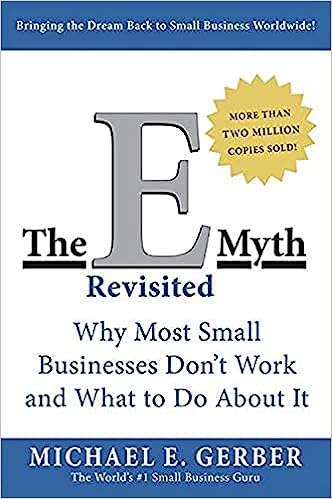 Bringing the Dream Back to Small Business Worldwide!
MORE THAN
TWO MILLION
COPIES SOLD!
The E Myth
Revisited
Why Most Small
Businesses Don't Work
and What to Do About It
MICHAEL E. GERBER
The World's #1 Small Business Guru